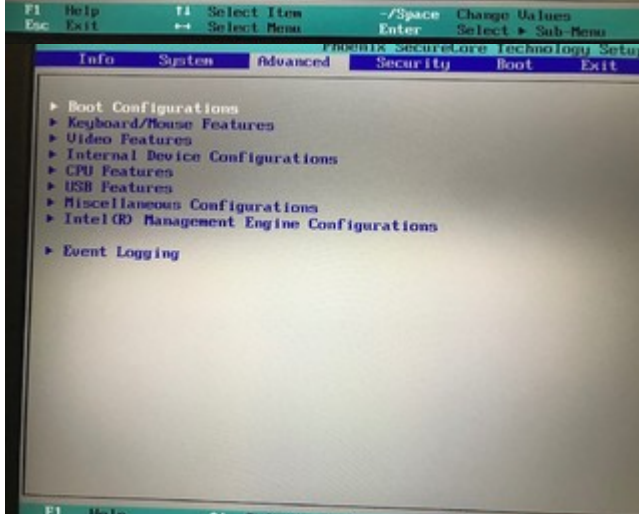 F1 Help ↑↓ Select Item -/Space Change Values
Esc Exit ↔ Select Menu Enter Select ▸ Sub-Menu
Phoenix SecureCore Technology Setu
Info System Advanced Security Boot Exit
▸ Boot Configurations
▸ Keyboard/Mouse Features
▸ Video Features
▸ Internal Device Configurations
▸ CPU Features
▸ USB Features
▸ Miscellaneous Configurations
▸ Intel(R) Management Engine Configurations
▸ Event Logging
F1 Help